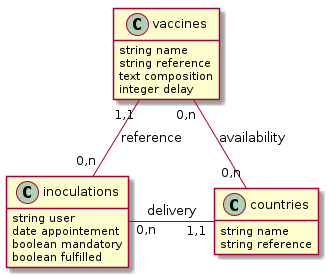 C vaccines
string name
string reference
text composition
integer delay
1,1
0,n
reference
availability
0,n
0,n
C inoculations
string user
date appointement
boolean mandatory
boolean fulfilled
delivery
0,n
1,1
C countries
string name
string reference